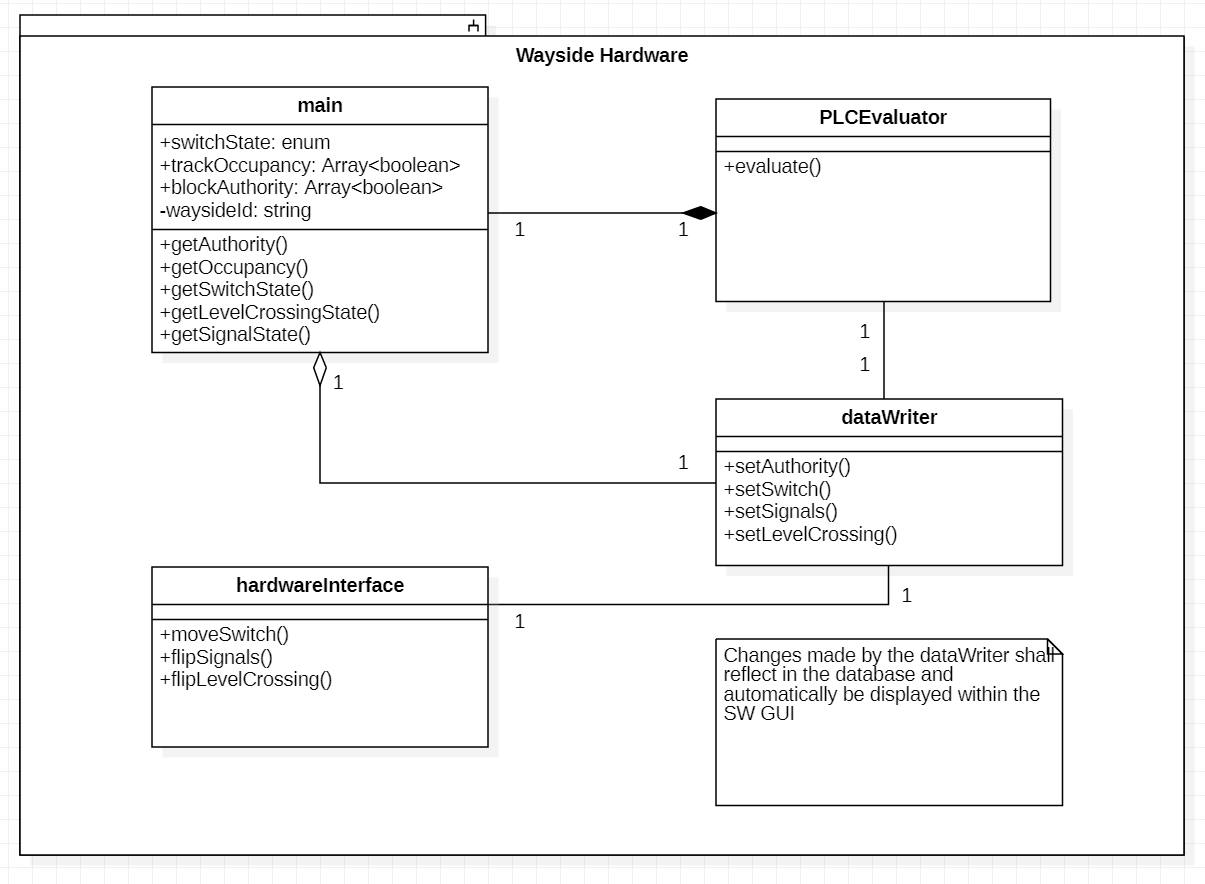 Wayside Hardware
main
+switchState: enum
+trackOccupancy: Array<boolean>
+blockAuthority: Array<boolean>
-waysideId: string
+getAuthority()
+getOccupancy()
+getSwitchState()
+getLevelCrossingState()
+getSignalState()
PLCEvaluator
+evaluate()
1
1
1
1
1
1
dataWriter
+setAuthority()
+setSwitch()
+setSignals()
+setLevelCrossing()
hardwareInterface
+moveSwitch()
+flipSignals()
+flipLevelCrossing()
1
1
Changes made by the dataWriter shall
reflect in the database and
automatically be displayed within the
SW GUI